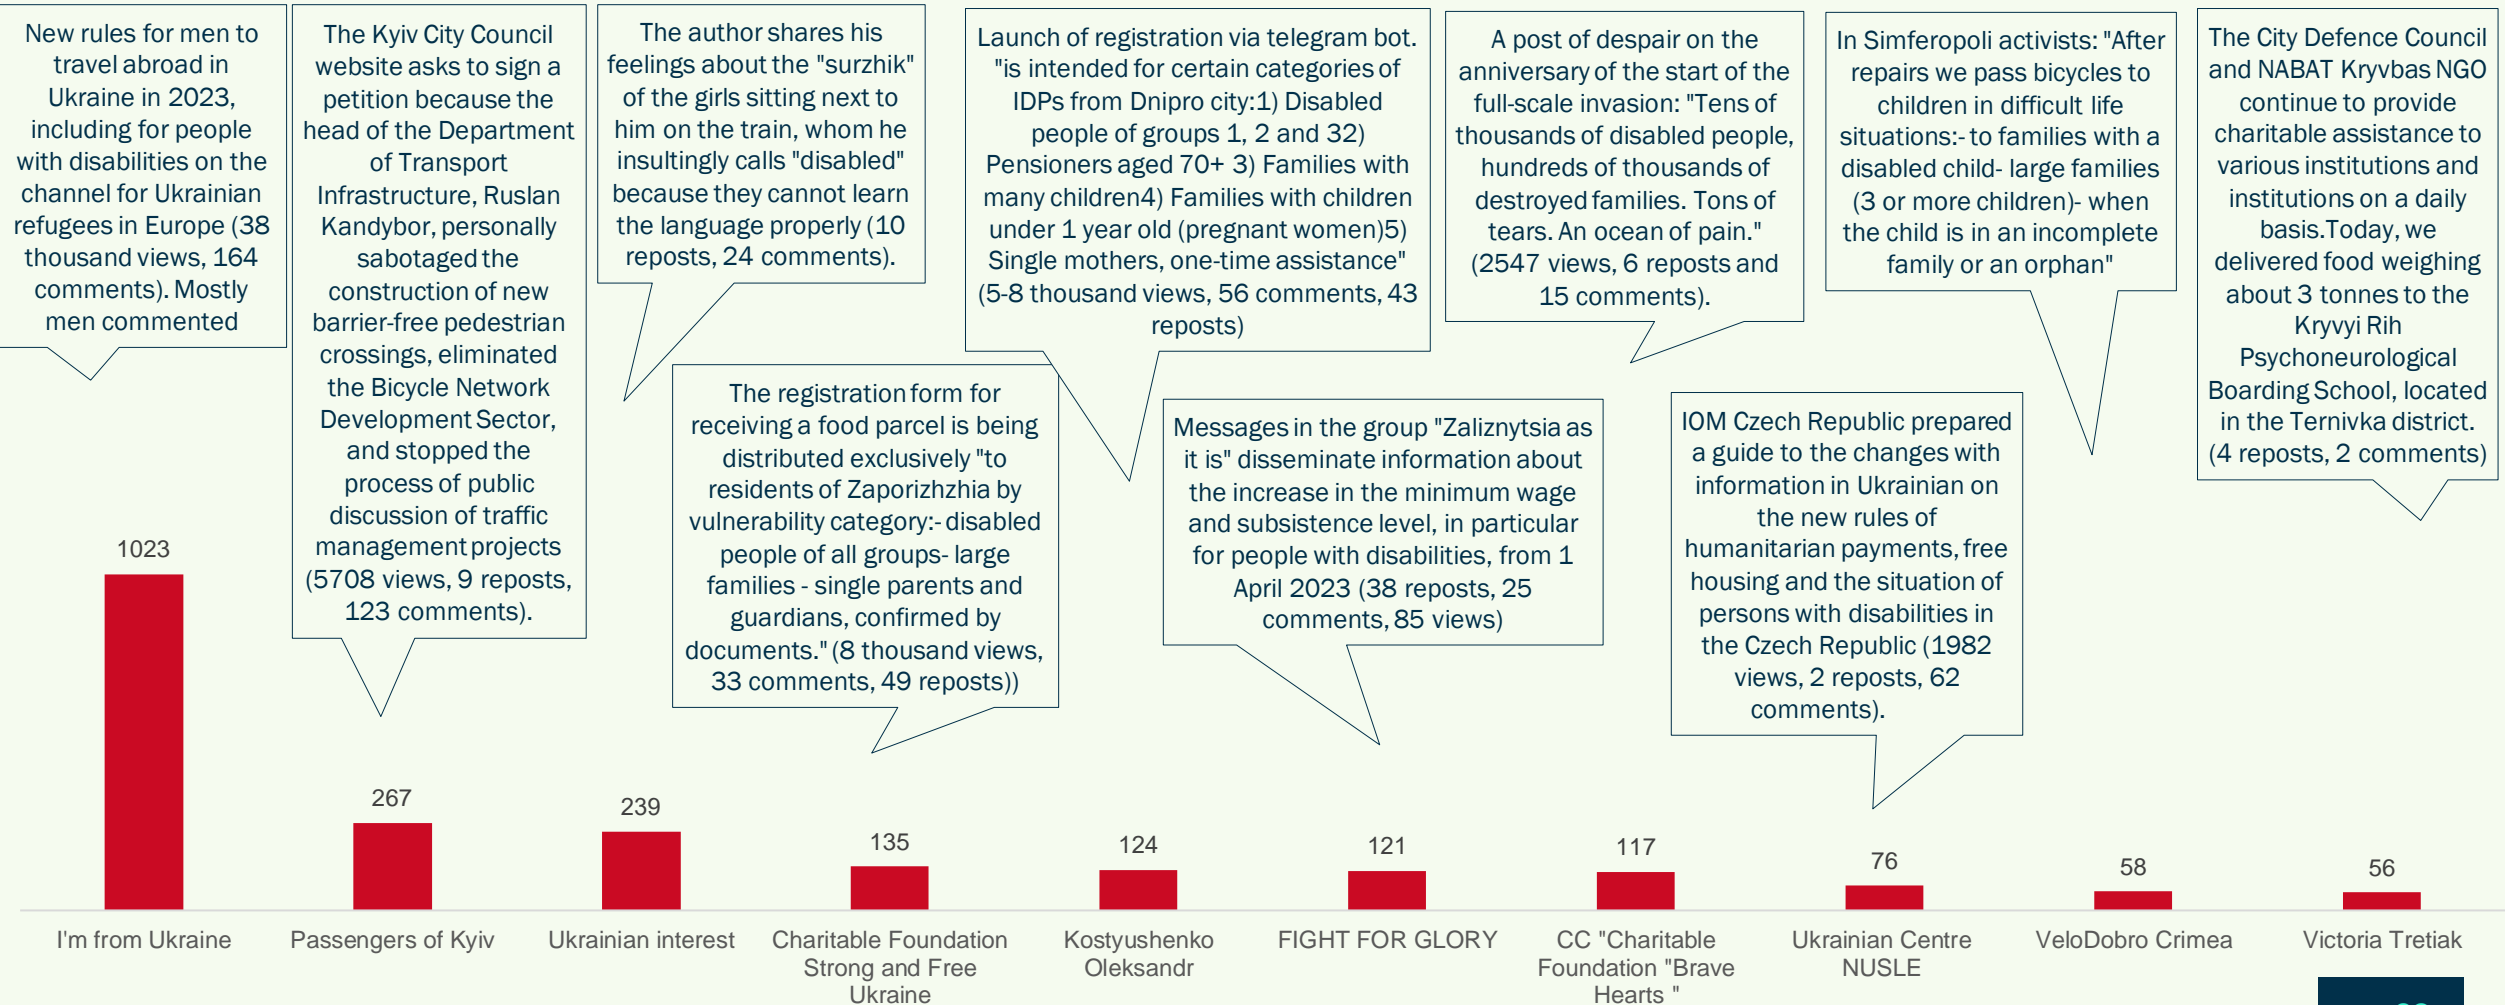 New rules for men to
travel abroad in
Ukraine in 2023,
including for people
with disabilities on the
channel for Ukrainian
refugees in Europe (38
thousand views, 164
comments). Mostly
men commented
The Kyiv City Council
website asks to sign a
petition because the
head of the Department
of Transport
Infrastructure, Ruslan
Kandybor, personally
sabotaged the
construction of new
barrier-free pedestrian
crossings, eliminated
the Bicycle Network
Development Sector,
and stopped the
process of public
discussion of traffic
management projects
(5708 views, 9 reposts,
123 comments).
The author shares his
feelings about the "surzhik"
of the girls sitting next to
him on the train, whom he
insultingly calls "disabled"
because they cannot learn
the language properly (10
reposts, 24 comments).
The registration form for
receiving a food parcel is being
distributed exclusively "to
residents of Zaporizhzhia by
vulnerability category:- disabled
people of all groups- large
families - single parents and
guardians, confirmed by
documents." (8 thousand views,
33 comments, 49 reposts))
Launch of registration via telegram bot.
"is intended for certain categories of
IDPs from Dnipro city:1) Disabled
people of groups 1, 2 and 32)
Pensioners aged 70+ 3) Families with
many children4) Families with children
under 1 year old (pregnant women)5)
Single mothers, one-time assistance"
(5-8 thousand views, 56 comments, 43
reposts)
Messages in the group "Zaliznytsia as
it is" disseminate information about
the increase in the minimum wage
and subsistence level, in particular
for people with disabilities, from 1
April 2023 (38 reposts, 25
comments, 85 views)
A post of despair on the
anniversary of the start of the
full-scale invasion: "Tens of
thousands of disabled people,
hundreds of thousands of
destroyed families. Tons of
tears. An ocean of pain."
(2547 views, 6 reposts and
15 comments).
IOM Czech Republic prepared
a guide to the changes with
information in Ukrainian on
the new rules of
humanitarian payments, free
housing and the situation of
persons with disabilities in
the Czech Republic (1982
views, 2 reposts, 62
comments).
In Simferopoli activists: "After
repairs we pass bicycles to
children in difficult life
situations:- to families with a
disabled child- large families
(3 or more children)- when
the child is in an incomplete
family or an orphan"
The City Defence Council
and NABAT Kryvbas NGO
continue to provide
charitable assistance to
various institutions and
institutions on a daily
basis.Today, we
delivered food weighing
about 3 tonnes to the
Kryvyi Rih
Psychoneurological
Boarding School, located
in the Ternivka district.
(4 reposts, 2 comments)
1023
267
239
135
124
121
117
76
58
56
I'm from Ukraine
Passengers of Kyiv
Ukrainian interest
Charitable Foundation
Strong and Free
Ukraine
Kostyushenko
Oleksandr
FIGHT FOR GLORY
CC "Charitable
Foundation "Brave
Hearts "
Ukrainian Centre
NUSLE
VeloDobro Crimea
Victoria Tretiak